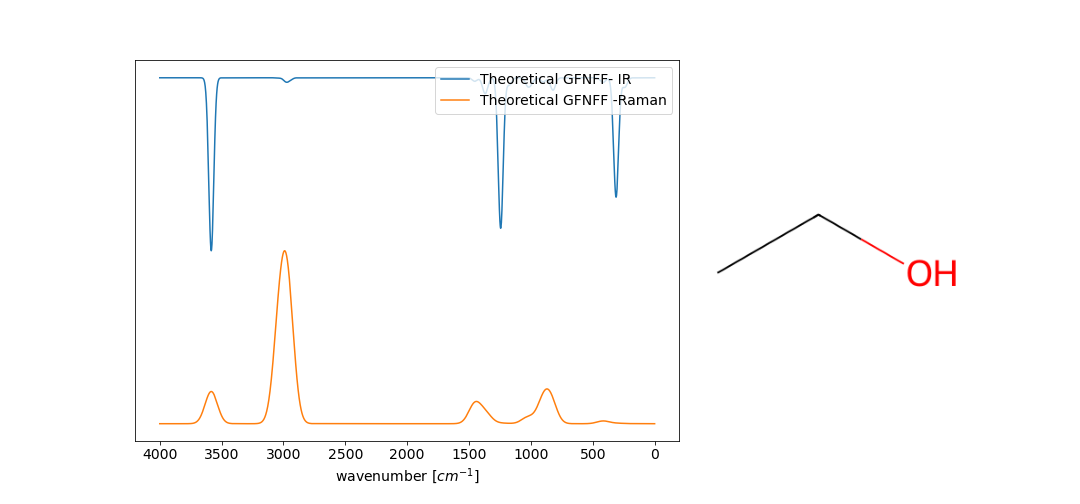 Theoretical GFNFF- IR
Theoretical GFNFF -Raman
OH
4000 3500 3000 2500 2000 1500 1000 500 0
wavenumber [cm⁻¹]